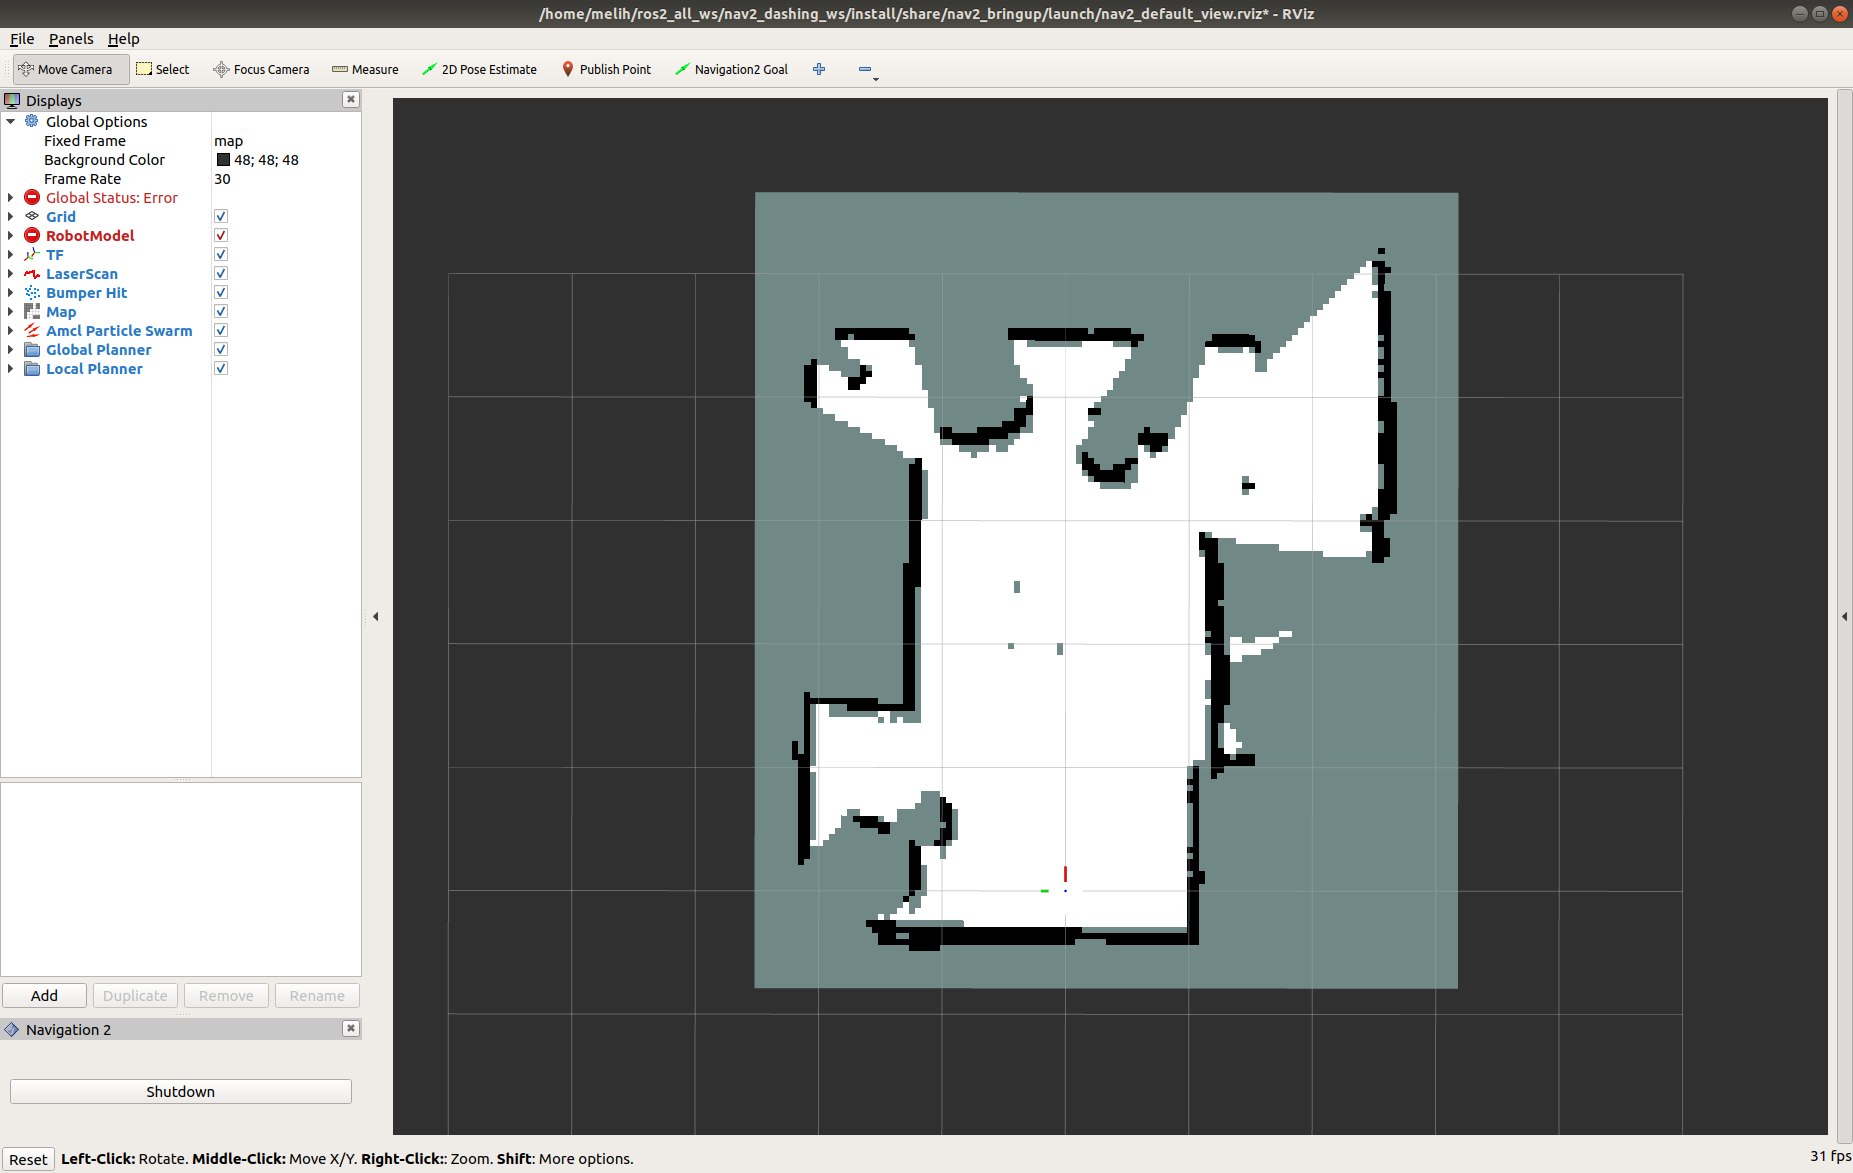 /home/melih/ros2_all_ws/nav2_dashing_ws/install/share/nav2_bringup/launch/nav2_default_view.rviz* - RViz
File Panels Help
Move Camera Select Focus Camera Measure 2D Pose Estimate Publish Point Navigation2 Goal
Displays
Global Options
Fixed Frame map
Background Color 48; 48; 48
Frame Rate 30
Global Status: Error
Grid
RobotModel
TF
LaserScan
Bumper Hit
Map
Amcl Particle Swarm
Global Planner
Local Planner
Add Duplicate Remove Rename
Navigation 2
Shutdown
Reset Left-Click: Rotate. Middle-Click: Move X/Y. Right-Click:: Zoom. Shift: More options. 31 fps